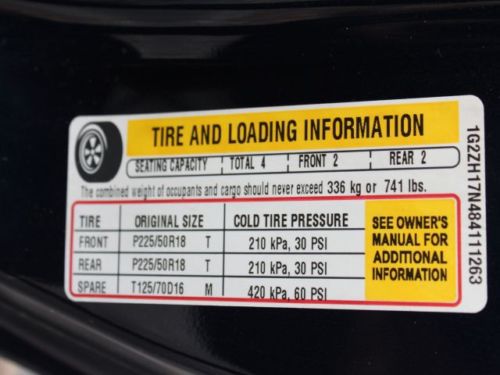 TIRE AND LOADING INFORMATION
SEATING CAPACITY TOTAL 4 FRONT 2 REAR 2
The combined weight of occupants and cargo should never exceed 336 kg or 741 lbs.
TIRE ORIGINAL SIZE COLD TIRE PRESSURE
FRONT P225/50R18 T 210 kPa, 30 PSI
REAR P225/50R18 T 210 kPa, 30 PSI
SPARE T125/70D16 M 420 kPa, 60 PSI
SEE OWNER'S
MANUAL FOR
ADDITIONAL
INFORMATION
1G2ZH17N484111263